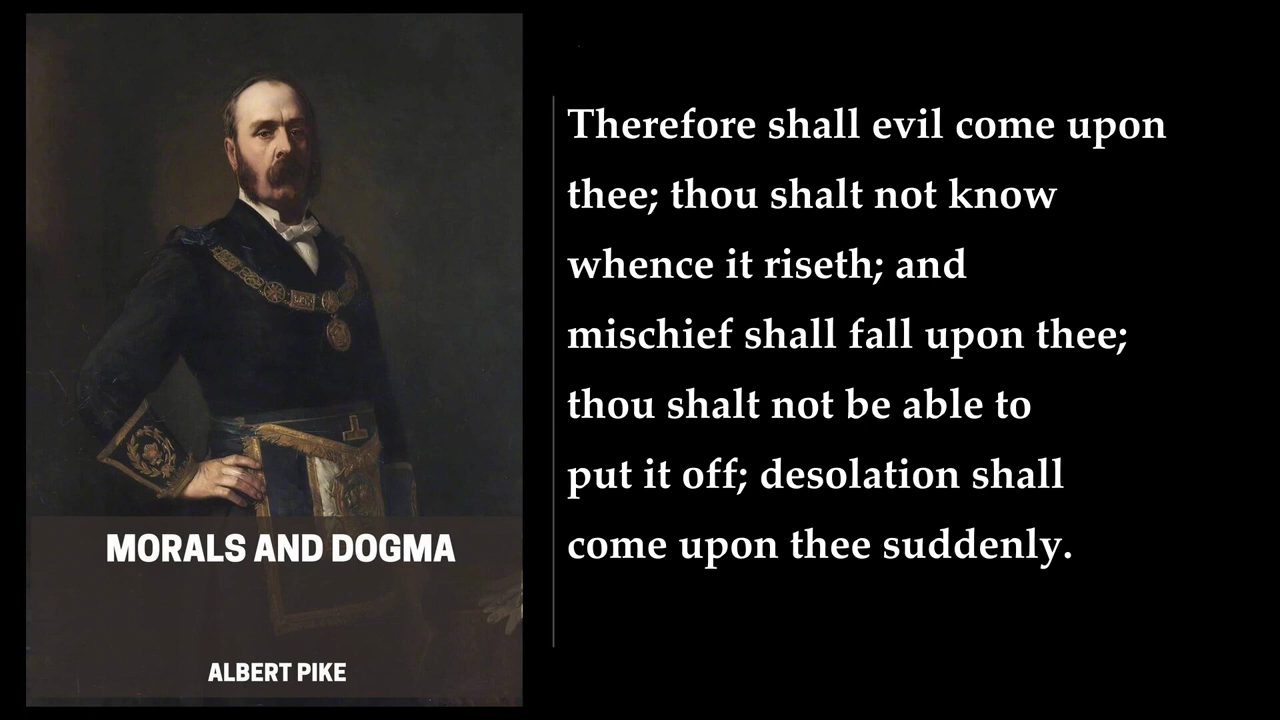 MORALS AND DOGMA
ALBERT PIKE
Therefore shall evil come upon
thee; thou shalt not know
whence it riseth; and
mischief shall fall upon thee;
thou shalt not be able to
put it off; desolation shall
come upon thee suddenly.